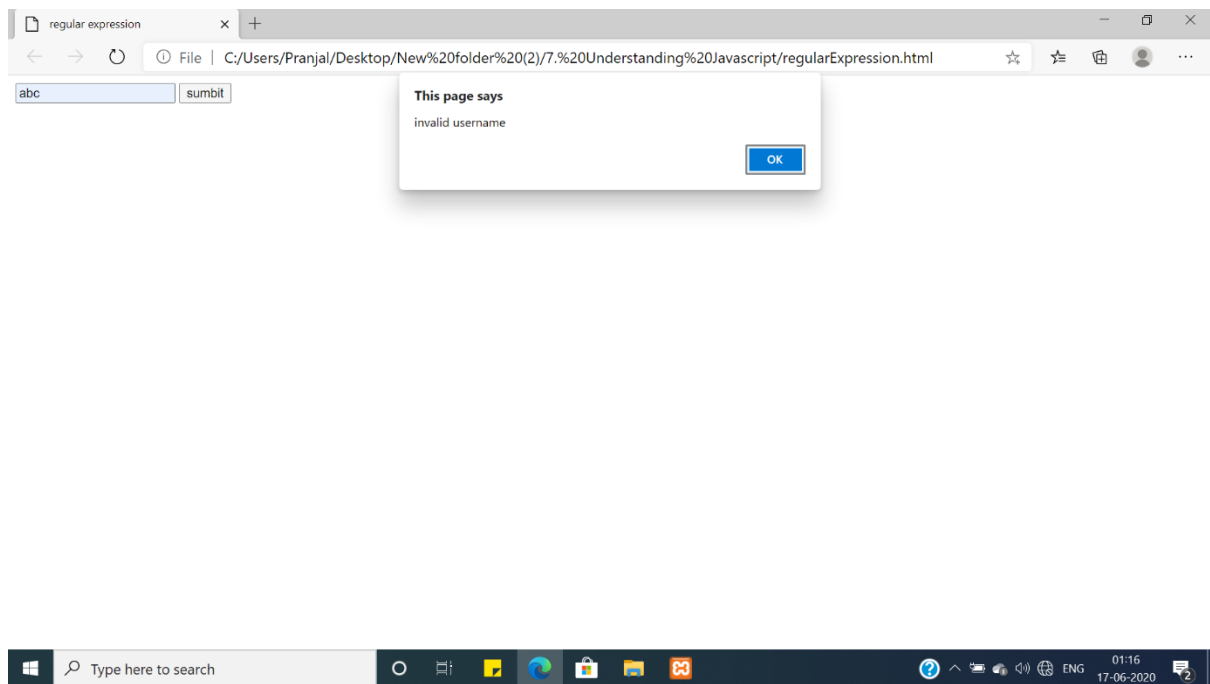 regular expression
File | C:/Users/Pranjal/Desktop/New%20folder%20(2)/7.%20Understanding%20Javascript/regularExpression.html
abc sumbit
This page says
invalid username
OK
Type here to search
ENG
01:16
17-06-2020
2